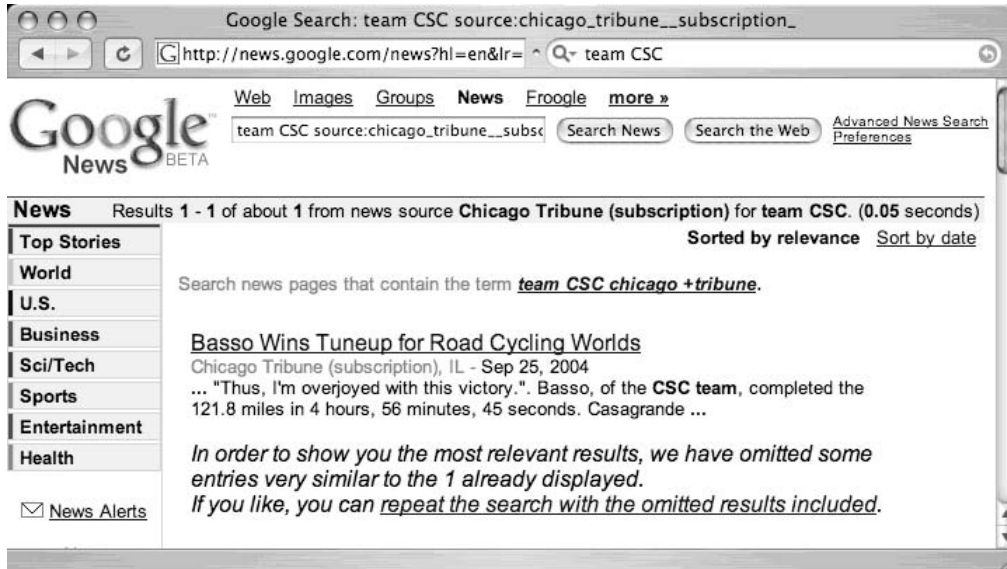 Google Search: team CSC source:chicago_tribune__subscription_
http://news.google.com/news?hl=en&lr= team CSC
Web Images Groups News Froogle more »
Google News BETA
team CSC source:chicago_tribune__subsc Search News Search the Web Advanced News Search
Preferences
News Results 1 - 1 of about 1 from news source Chicago Tribune (subscription) for team CSC. (0.05 seconds)
Top Stories
World
U.S.
Business
Sci/Tech
Sports
Entertainment
Health
News Alerts
Sorted by relevance Sort by date
Search news pages that contain the term team CSC chicago +tribune.
Basso Wins Tuneup for Road Cycling Worlds
Chicago Tribune (subscription), IL - Sep 25, 2004
... "Thus, I'm overjoyed with this victory.". Basso, of the CSC team, completed the
121.8 miles in 4 hours, 56 minutes, 45 seconds. Casagrande ...
In order to show you the most relevant results, we have omitted some
entries very similar to the 1 already displayed.
If you like, you can repeat the search with the omitted results included.